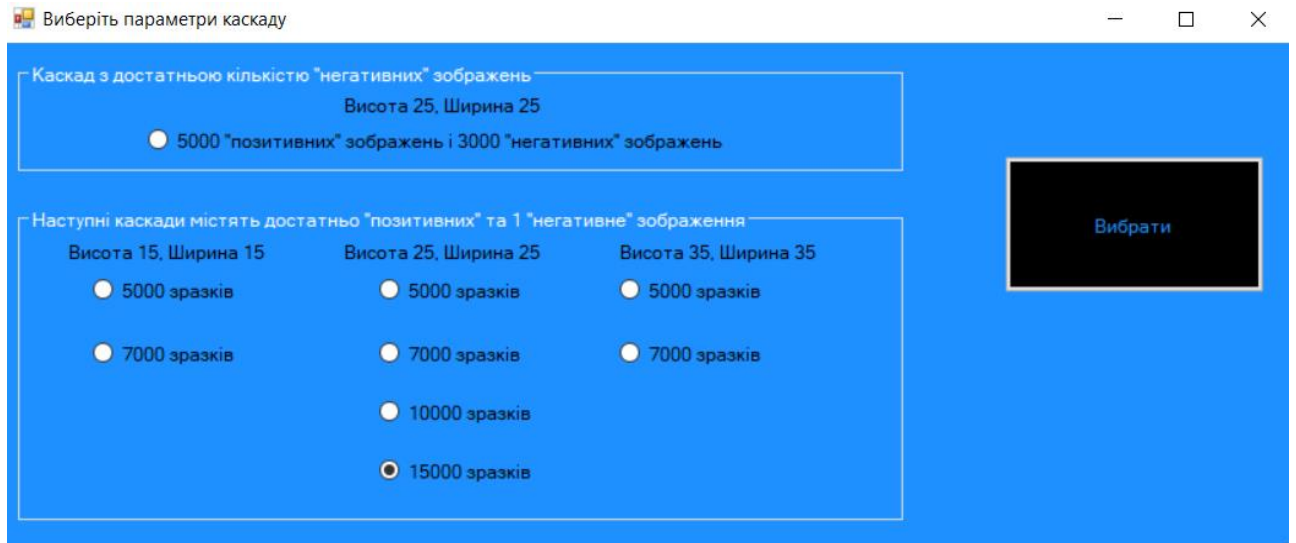 Виберіть параметри каскаду
Каскад з достатньою кількістю "негативних" зображень
Висота 25, Ширина 25
5000 "позитивних" зображень і 3000 "негативних" зображень
Вибрати
Наступні каскади містять достатньо "позитивних" та 1 "негативне" зображення
Висота 15, Ширина 15 Висота 25, Ширина 25 Висота 35, Ширина 35
5000 зразків 5000 зразків 5000 зразків
7000 зразків 7000 зразків 7000 зразків
10000 зразків
15000 зразків